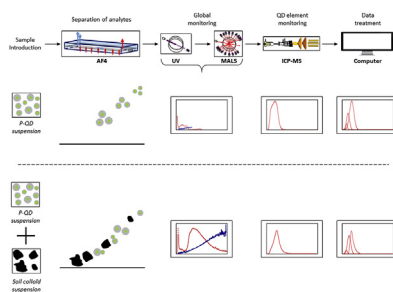 Separation of analytes
Global
monitoring
QD element
monitoring
Data
treatment
Sample
Introduction
AF4
UV
MALS
ICP-MS
Computer
P-QD
suspension
P-QD
suspension
Soil colloid
suspension